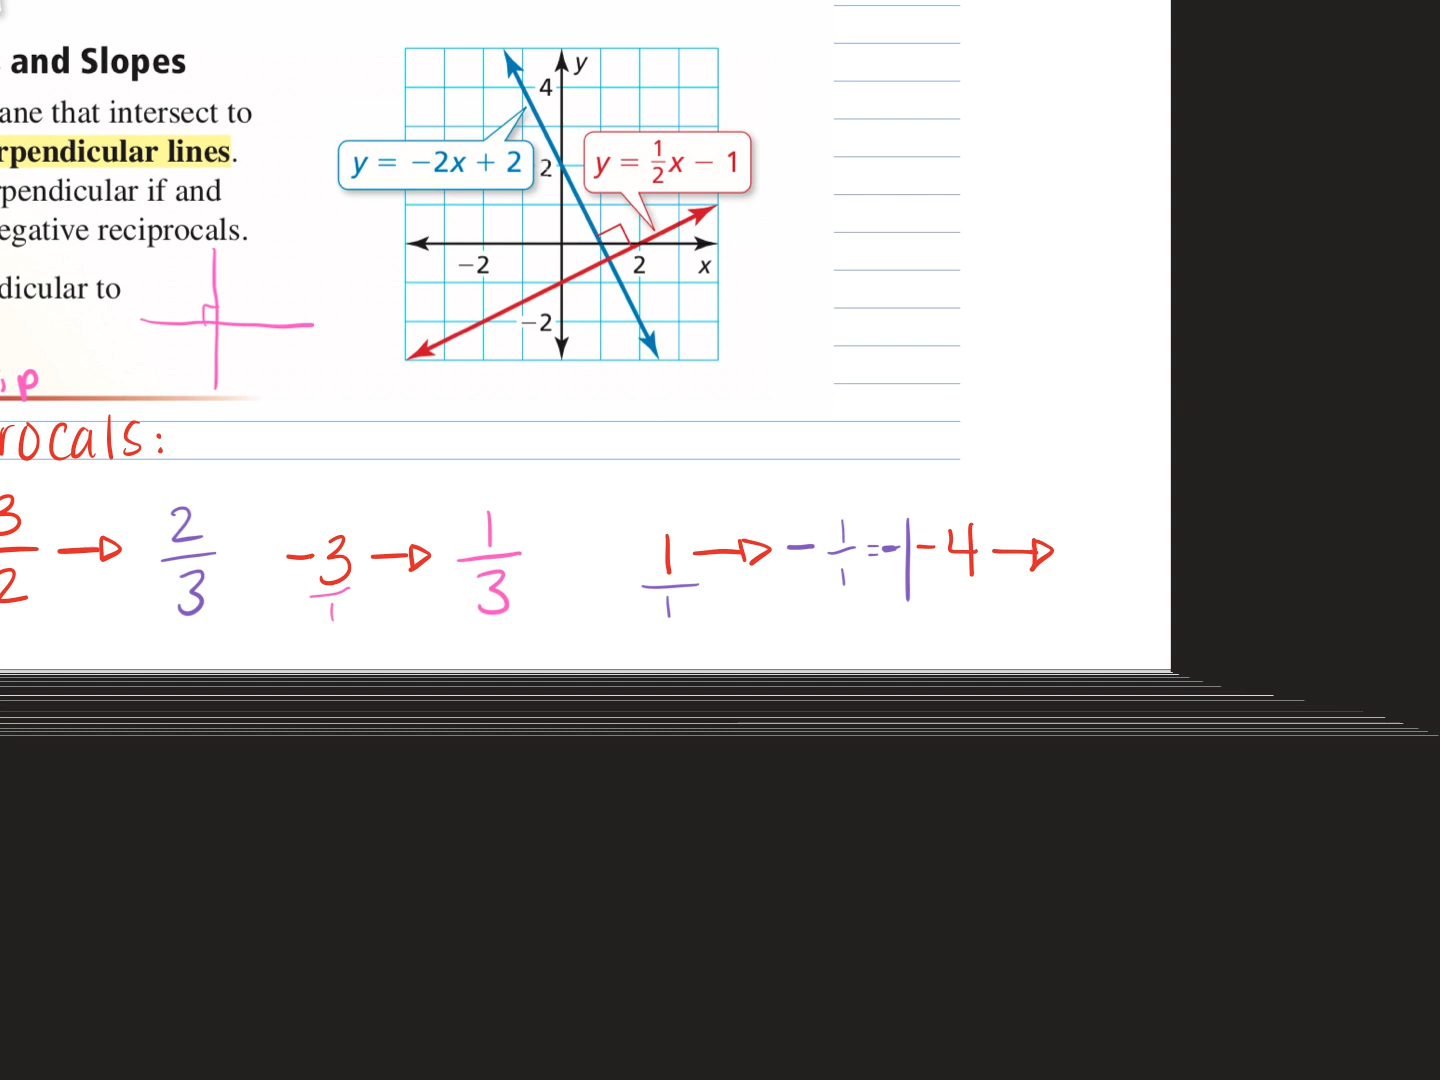 and Slopes
ane that intersect to
rpendicular lines.
pendicular if and
egative reciprocals.
dicular to
y
4
y = −2x + 2
2
y = 1/2 x − 1
−2
2
x
−2
ip
rocals:
3/2 → 2/3 -3/1 → 1/3 1/1 → - 1/1 = -1 -4 →